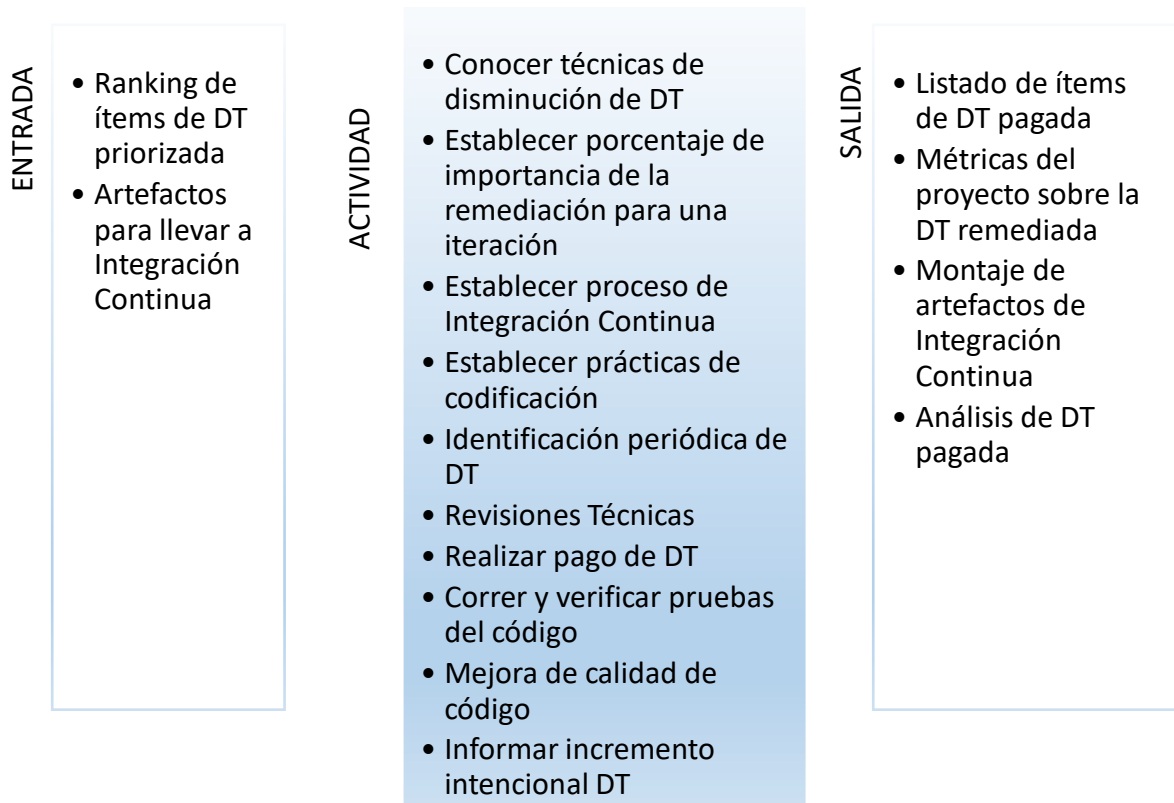 ENTRADA
• Ranking de
ítems de DT
priorizada
• Artefactos
para llevar a
Integración
Continua
ACTIVIDAD
• Conocer técnicas de
disminución de DT
• Establecer porcentaje de
importancia de la
remediación para una
iteración
• Establecer proceso de
Integración Continua
• Establecer prácticas de
codificación
• Identificación periódica de
DT
• Revisiones Técnicas
• Realizar pago de DT
• Correr y verificar pruebas
del código
• Mejora de calidad de
código
• Informar incremento
intencional DT
SALIDA
• Listado de ítems
de DT pagada
• Métricas del
proyecto sobre la
DT remediada
• Montaje de
artefactos de
Integración
Continua
• Análisis de DT
pagada